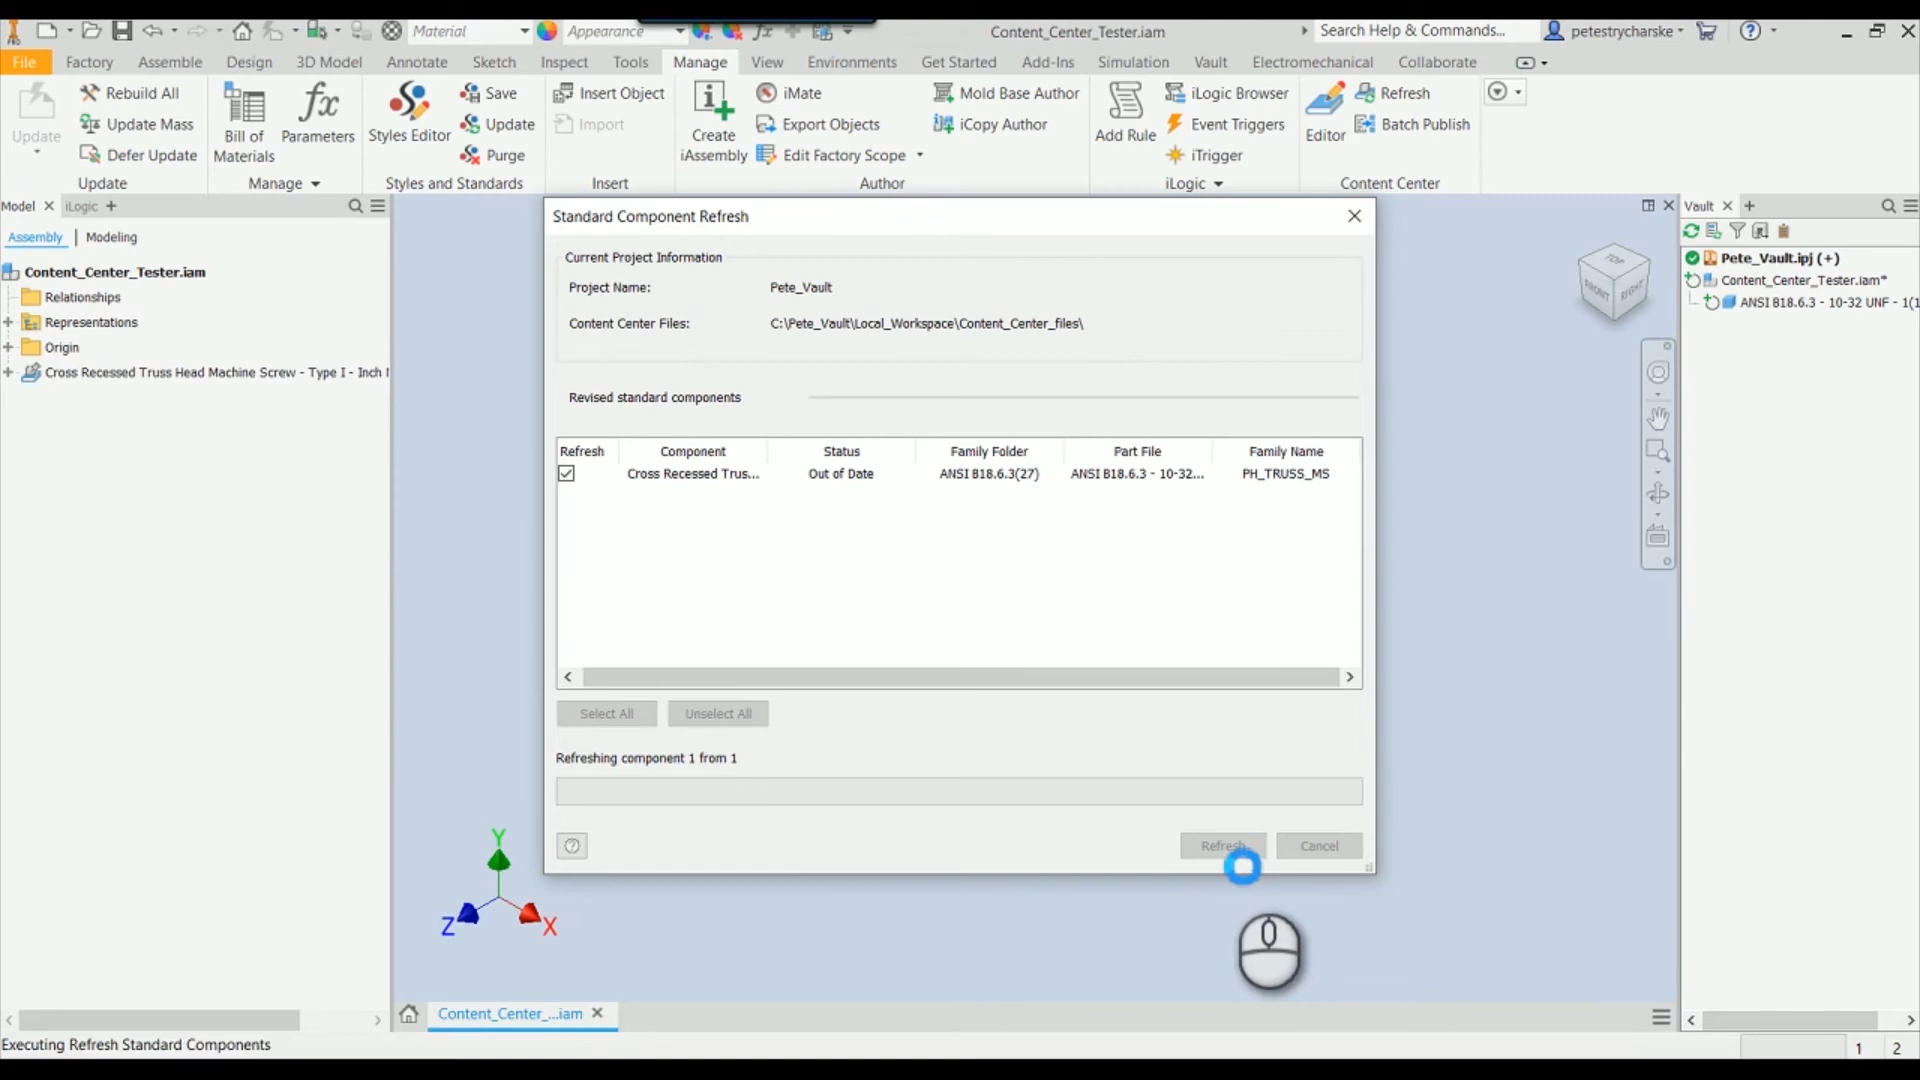 Material
Appearance
fx
Content_Center_Tester.iam
Search Help & Commands...
petestrycharske
File
Factory
Assemble
Design
3D Model
Annotate
Sketch
Inspect
Tools
Manage
View
Environments
Get Started
Add-Ins
Simulation
Vault
Electromechanical
Collaborate
Update
Rebuild All
Update Mass
Defer Update
Update
Bill of
Materials
fx
Parameters
Manage
Styles Editor
Save
Update
Purge
Styles and Standards
Insert Object
Import
Insert
Create
iAssembly
iMate
Export Objects
Edit Factory Scope
Mold Base Author
iCopy Author
Author
Add Rule
iLogic Browser
Event Triggers
iTrigger
iLogic
Editor
Refresh
Batch Publish
Content Center
Model
iLogic
Assembly | Modeling
Content_Center_Tester.iam
Relationships
Representations
Origin
Cross Recessed Truss Head Machine Screw - Type I - Inch
Standard Component Refresh
Current Project Information
Project Name: Pete_Vault
Content Center Files: C:\Pete_Vault\Local_Workspace\Content_Center_files\
Revised standard components
Refresh Component Status Family Folder Part File Family Name
Cross Recessed Trus... Out of Date ANSI B18.6.3(27) ANSI B18.6.3 - 10-32... PH_TRUSS_MS
Select All Unselect All
Refreshing component 1 from 1
Refresh Cancel
TOP
FRONT
RIGHT
Vault
Pete_Vault.ipj (+)
Content_Center_Tester.iam*
ANSI B18.6.3 - 10-32 UNF - 1(1
Y
Z
X
Content_Center_...iam
Executing Refresh Standard Components
1 2